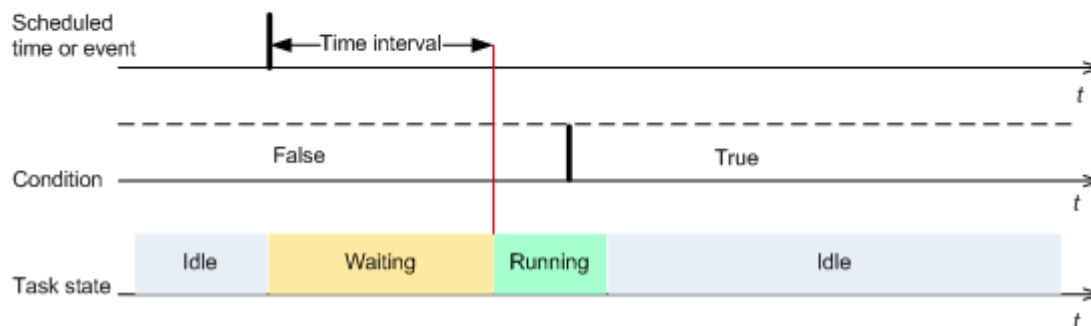 Scheduled
time or event
Time interval
t
False
True
Condition
t
Idle
Waiting
Running
Idle
Task state
t